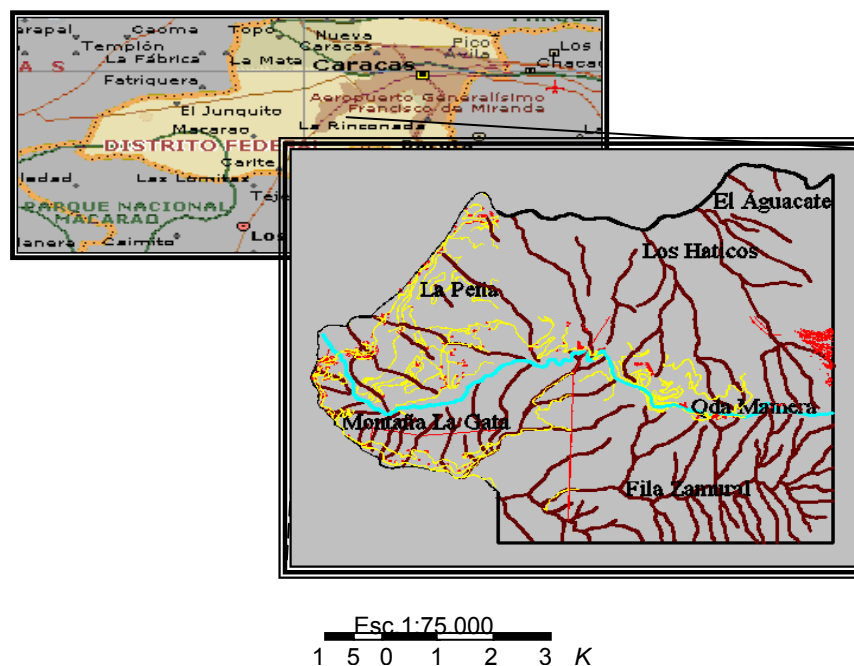 Caoma Topo Nueva
Templón Caracas Pico
La Fábrica La Mata Avila Los
Caracas Chacao
Fatriquera
El Junquito Aeropuerto Generalísimo
Francisco de Miranda
Macarao La Rinconada
DISTRITO FEDERAL
Carite
Las Lomitas
PARQUE NACIONAL
MACARAO
Caimito Los
El Aguacate
Los Haticos
La Peña
Qda Mamera
Montaña La Gata
Fila Zamural
Esc.1:75.000
1 5 0 1 2 3 K